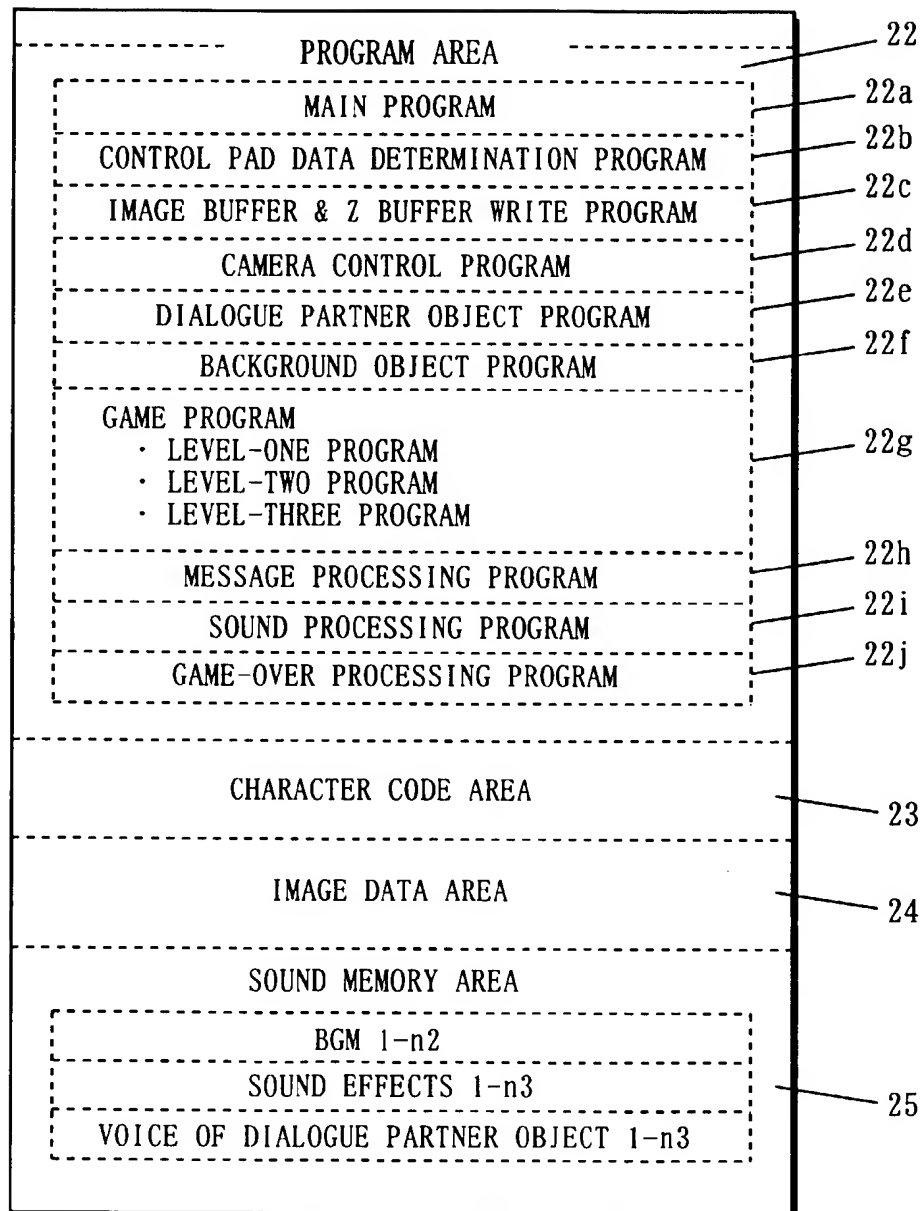 PROGRAM AREA 22
MAIN PROGRAM 22a
CONTROL PAD DATA DETERMINATION PROGRAM 22b
IMAGE BUFFER & Z BUFFER WRITE PROGRAM 22c
CAMERA CONTROL PROGRAM 22d
DIALOGUE PARTNER OBJECT PROGRAM 22e
BACKGROUND OBJECT PROGRAM 22f
GAME PROGRAM 22g
· LEVEL-ONE PROGRAM
· LEVEL-TWO PROGRAM
· LEVEL-THREE PROGRAM
MESSAGE PROCESSING PROGRAM 22h
SOUND PROCESSING PROGRAM 22i
GAME-OVER PROCESSING PROGRAM 22j
CHARACTER CODE AREA 23
IMAGE DATA AREA 24
SOUND MEMORY AREA 25
BGM 1-n2
SOUND EFFECTS 1-n3
VOICE OF DIALOGUE PARTNER OBJECT 1-n3